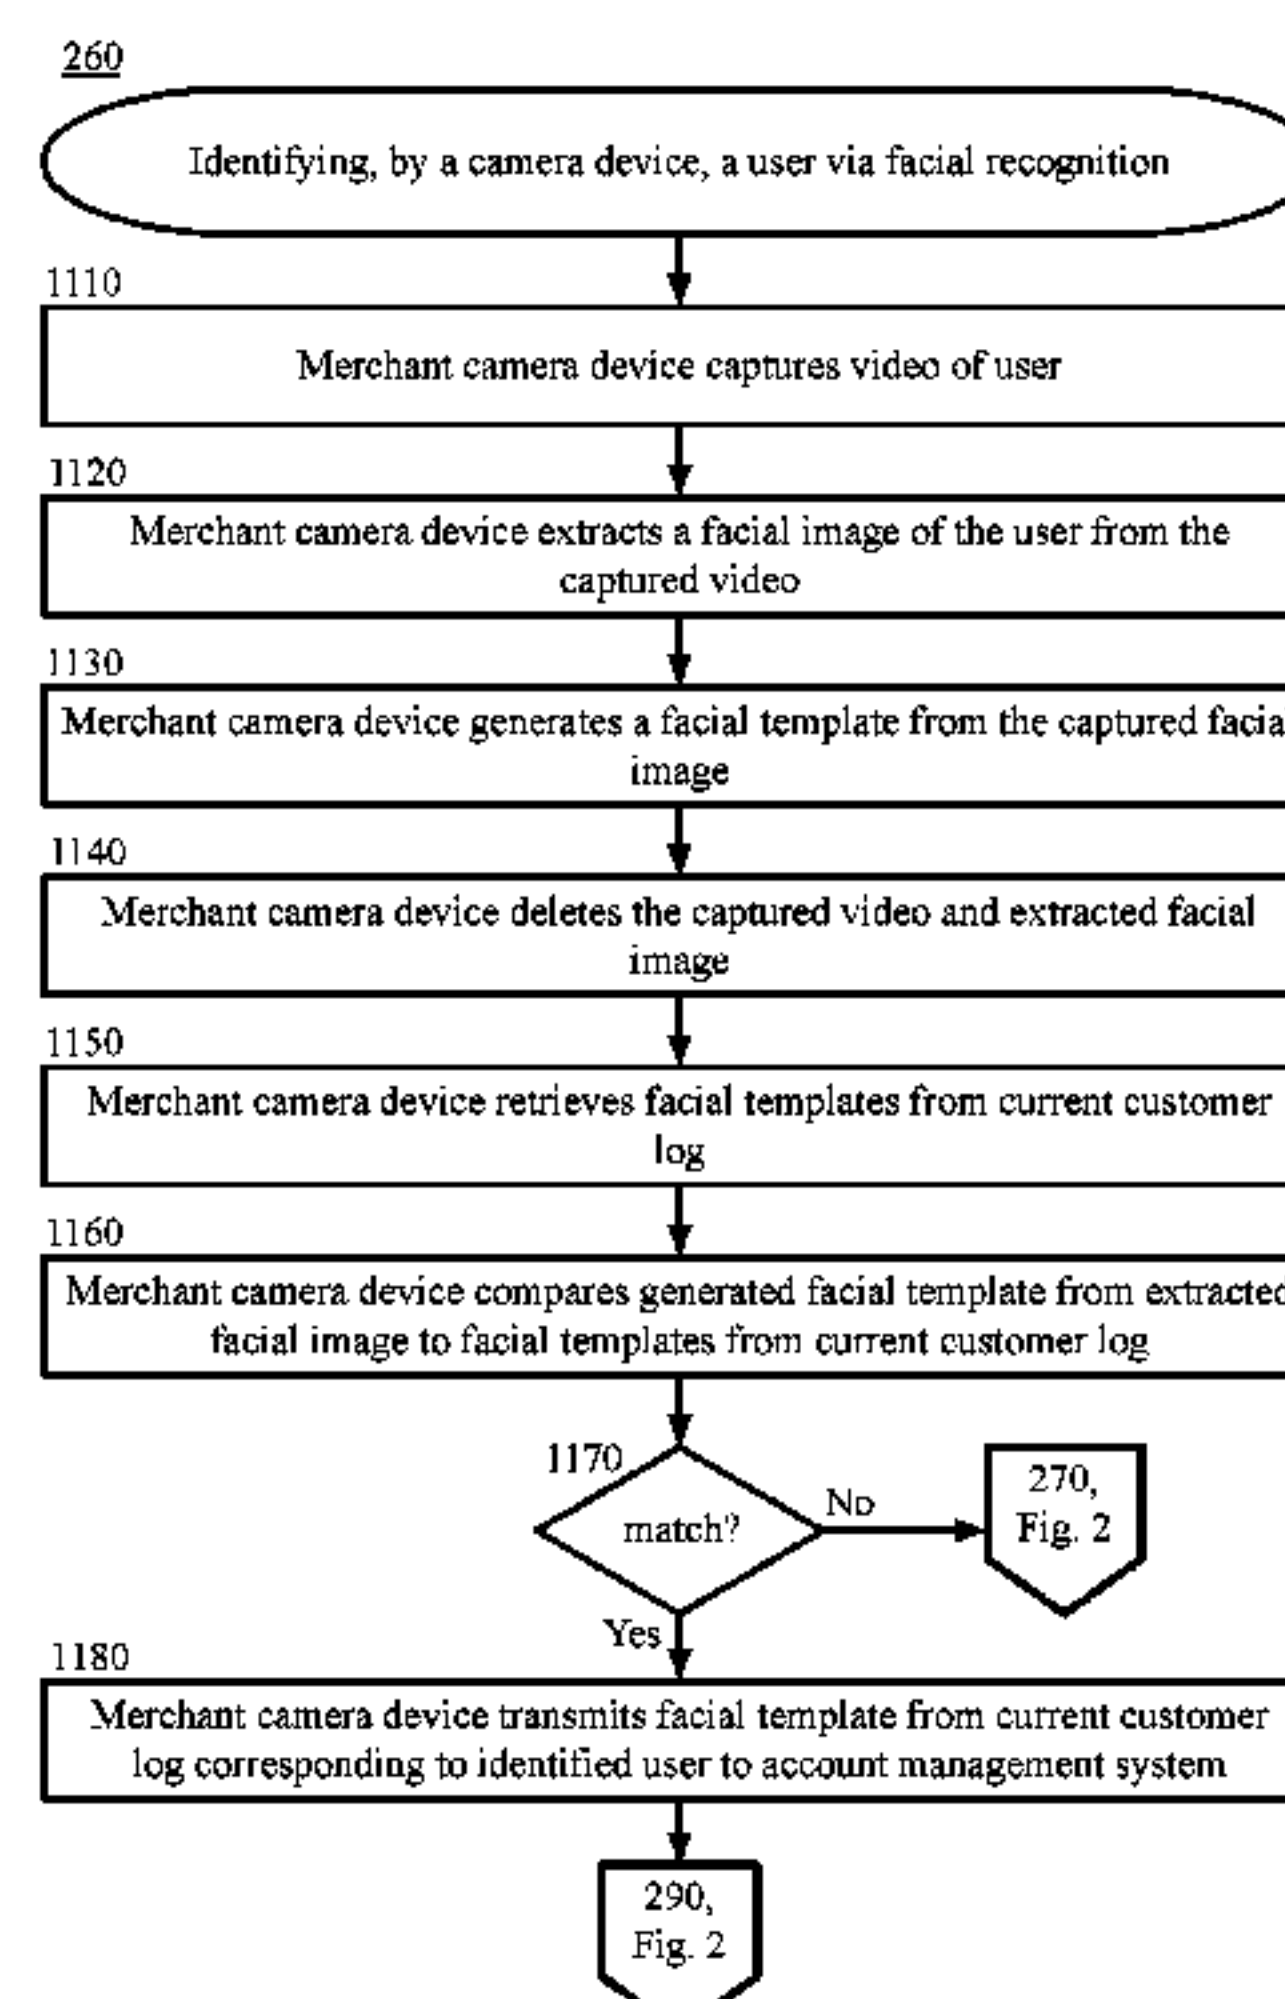 260
Identifying, by a camera device, a user via facial recognition
1110
Merchant camera device captures video of user
1120
Merchant camera device extracts a facial image of the user from the
captured video
1130
Merchant camera device generates a facial template from the captured facial
image
1140
Merchant camera device deletes the captured video and extracted facial
image
1150
Merchant camera device retrieves facial templates from current customer
log
1160
Merchant camera device compares generated facial template from extracted
facial image to facial templates from current customer log
1170
match?
No
270,
Fig. 2
Yes
1180
Merchant camera device transmits facial template from current customer
log corresponding to identified user to account management system
290,
Fig. 2